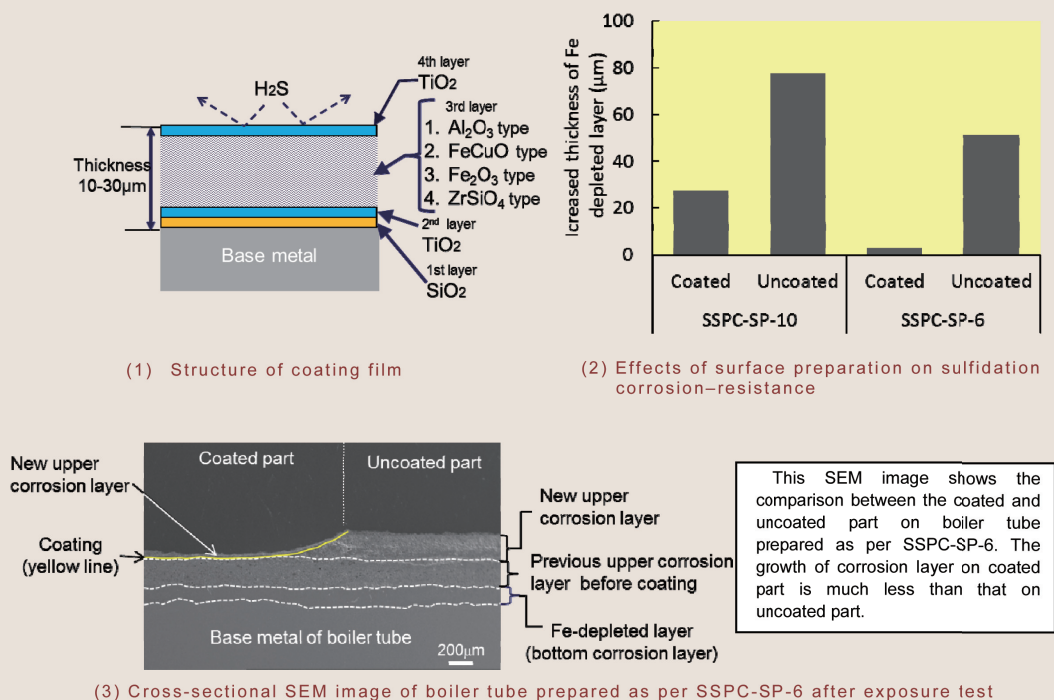 H2S
4th layer
TiO2
3rd layer
1. Al2O3 type
2. FeCuO type
3. Fe2O3 type
4. ZrSiO4 type
Thickness
10-30μm
2nd layer
TiO2
Base metal
1st layer
SiO2
(1) Structure of coating film
Icreased thickness of Fe
depleted layer (μm)
100
80
60
40
20
0
Coated Uncoated Coated Uncoated
SSPC-SP-10 SSPC-SP-6
(2) Effects of surface preparation on sulfidation
corrosion–resistance
New upper
corrosion layer
Coating
(yellow line)
Coated part
Uncoated part
Base metal of boiler tube
200μm
New upper
corrosion layer
Previous upper corrosion
layer before coating
Fe-depleted layer
(bottom corrosion layer)
This SEM image shows the
comparison between the coated and
uncoated part on boiler tube
prepared as per SSPC-SP-6. The
growth of corrosion layer on coated
part is much less than that on
uncoated part.
(3) Cross-sectional SEM image of boiler tube prepared as per SSPC-SP-6 after exposure test